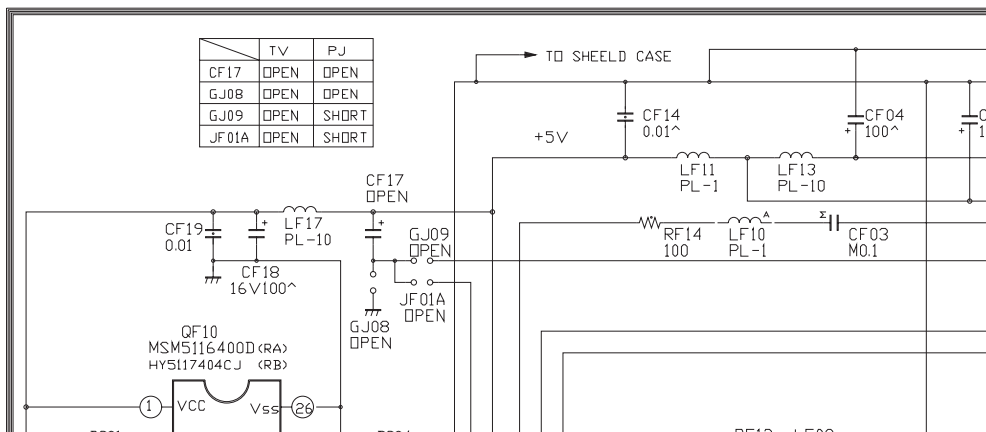 TV PJ
CF17 OPEN OPEN
GJ08 OPEN OPEN
GJ09 OPEN SHORT
JF01A OPEN SHORT
TO SHEELD CASE
CF14
0.01^
CF04
+ 100^
+
+5V
LF11
PL-1
LF13
PL-10
CF17
OPEN
CF19
0.01
+
CF18
16V100^
LF17
PL-10
+
GJ09
OPEN
JF01A
OPEN
GJ08
OPEN
RF14
100
A
LF10
PL-1
Σ
CF03
M0.1
QF10
MSM5116400D (RA)
HY5117404CJ (RB)
1 VCC Vss 26